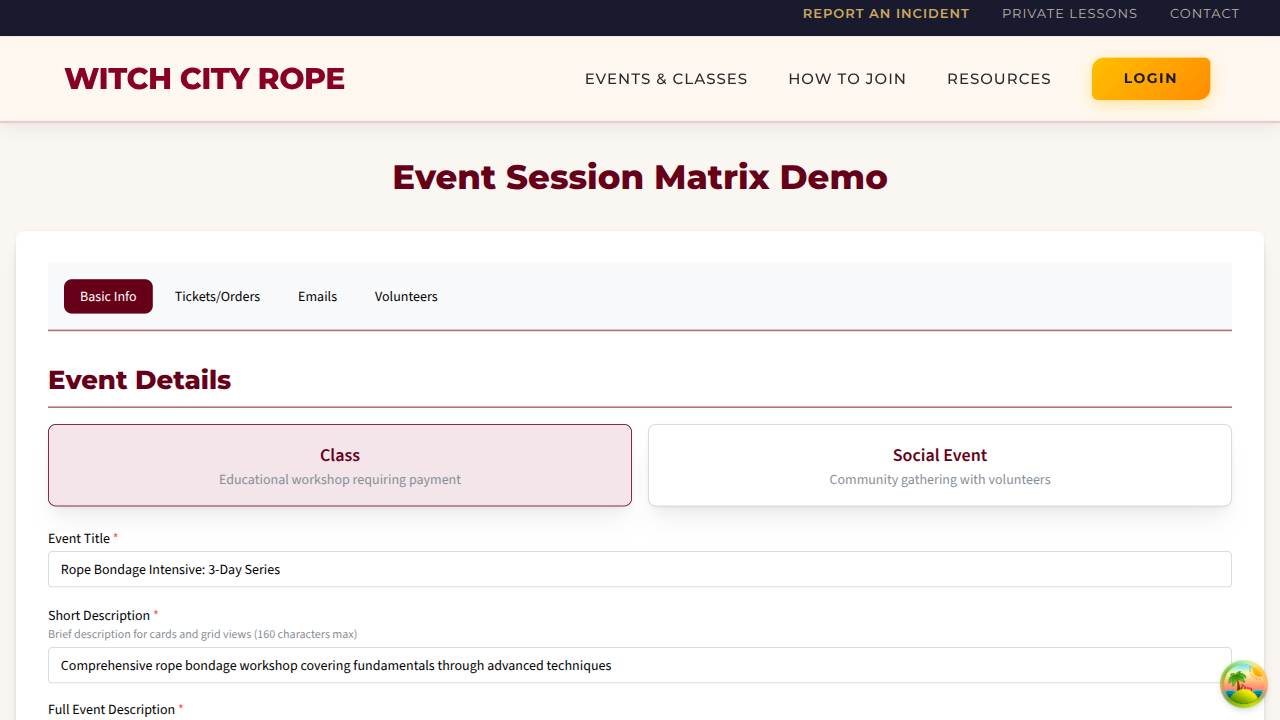 REPORT AN INCIDENT PRIVATE LESSONS CONTACT
WITCH CITY ROPE EVENTS & CLASSES HOW TO JOIN RESOURCES LOGIN
Event Session Matrix Demo
Basic Info Tickets/Orders Emails Volunteers
Event Details
Class
Educational workshop requiring payment
Social Event
Community gathering with volunteers
Event Title *
Rope Bondage Intensive: 3-Day Series
Short Description *
Brief description for cards and grid views (160 characters max)
Comprehensive rope bondage workshop covering fundamentals through advanced techniques
Full Event Description *